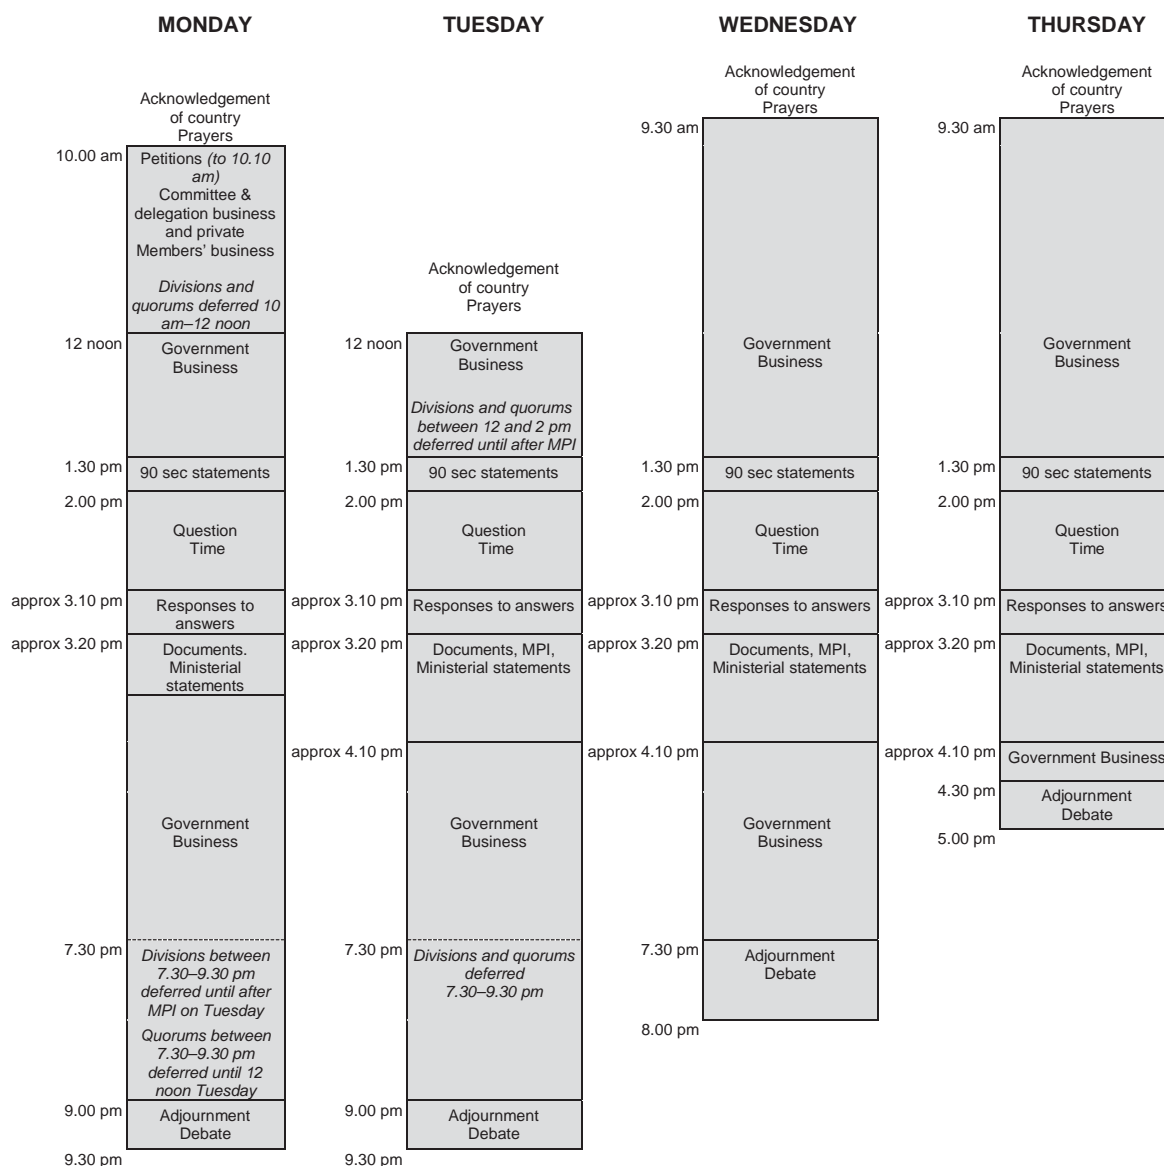 MONDAY
Acknowledgement
of country
Prayers
10.00 am
Petitions (to 10.10
am)
Committee &
delegation business
and private
Members' business
Divisions and
quorums deferred 10
am–12 noon
12 noon
Government
Business
1.30 pm
90 sec statements
2.00 pm
Question
Time
approx 3.10 pm
Responses to
answers
approx 3.20 pm
Documents.
Ministerial
statements
Government
Business
7.30 pm
Divisions between
7.30–9.30 pm
deferred until after
MPI on Tuesday
Quorums between
7.30–9.30 pm
deferred until 12
noon Tuesday
9.00 pm
Adjournment
Debate
9.30 pm
TUESDAY
Acknowledgement
of country
Prayers
12 noon
Government
Business
Divisions and quorums
between 12 and 2 pm
deferred until after MPI
1.30 pm
90 sec statements
2.00 pm
Question
Time
approx 3.10 pm
Responses to answers
approx 3.20 pm
Documents, MPI,
Ministerial statements
approx 4.10 pm
Government
Business
7.30 pm
Divisions and quorums
deferred
7.30–9.30 pm
9.00 pm
Adjournment
Debate
9.30 pm
WEDNESDAY
Acknowledgement
of country
Prayers
9.30 am
Government
Business
1.30 pm
90 sec statements
2.00 pm
Question
Time
approx 3.10 pm
Responses to answers
approx 3.20 pm
Documents, MPI,
Ministerial statements
approx 4.10 pm
Government
Business
7.30 pm
Adjournment
Debate
8.00 pm
THURSDAY
Acknowledgement
of country
Prayers
9.30 am
Government
Business
1.30 pm
90 sec statements
2.00 pm
Question
Time
approx 3.10 pm
Responses to answers
approx 3.20 pm
Documents, MPI,
Ministerial statements
approx 4.10 pm
Government Business
4.30 pm
Adjournment
Debate
5.00 pm